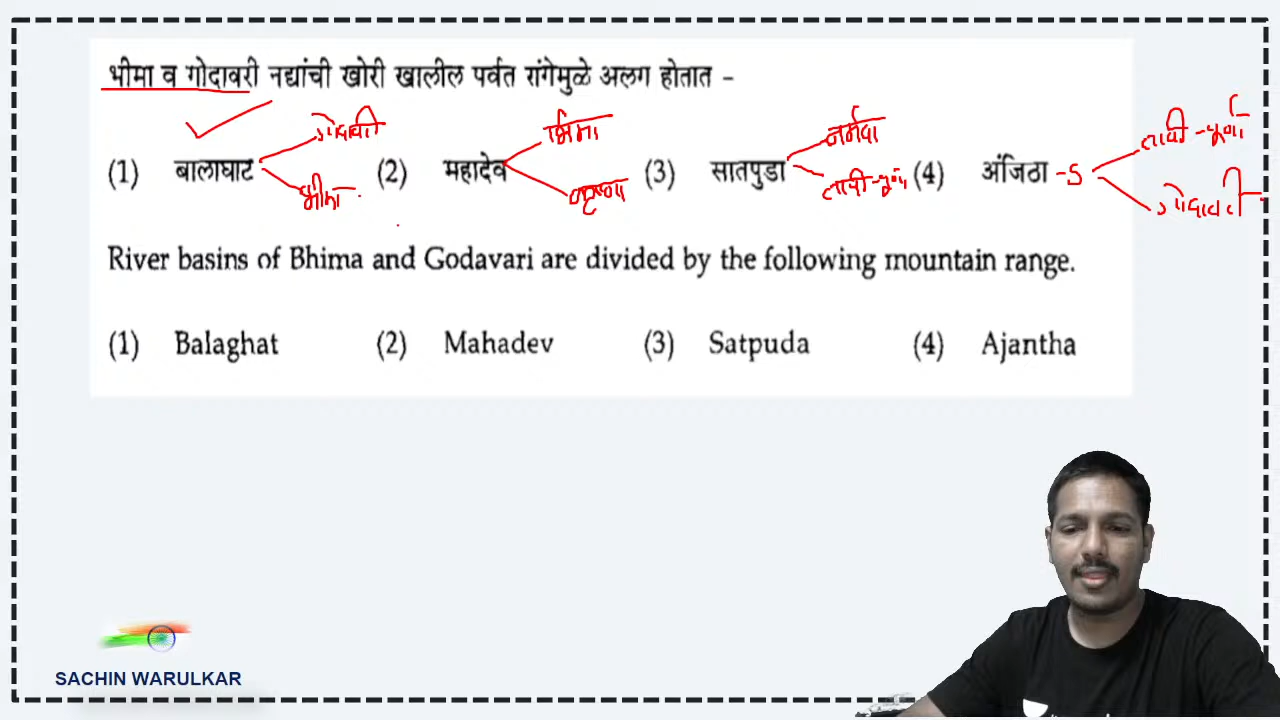 भीमा व गोदावरी नद्यांची खोरी खालील पर्वत रांगेमुळे अलग होतात -
गोदावरी भिमा नर्मदा तापी-पूर्णा
(1) बालाघाट (2) महादेव (3) सातपुडा (4) अंजिठा - S
भीमा कृष्णा तापी-पूर्णा गोदावरी
River basins of Bhima and Godavari are divided by the following mountain range.
(1) Balaghat (2) Mahadev (3) Satpuda (4) Ajantha
SACHIN WARULKAR